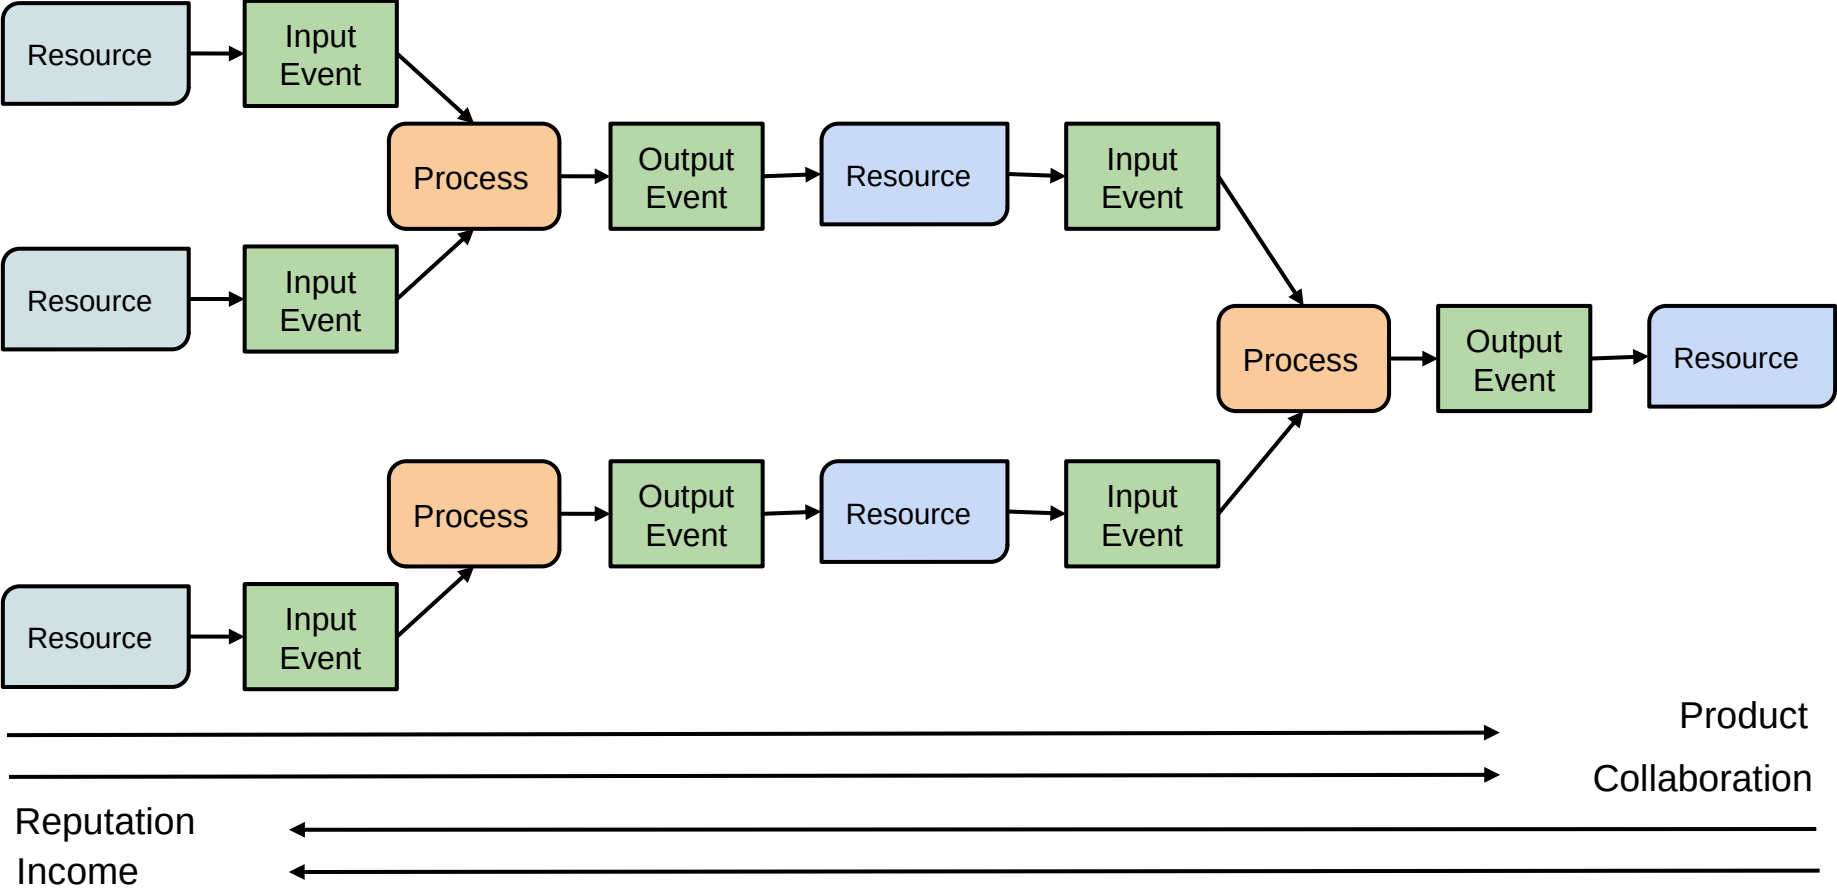 Resource
Input
Event
Process
Output
Event
Resource
Input
Event
Resource
Input
Event
Process
Output
Event
Resource
Process
Output
Event
Resource
Input
Event
Resource
Input
Event
Product
Collaboration
Reputation
Income